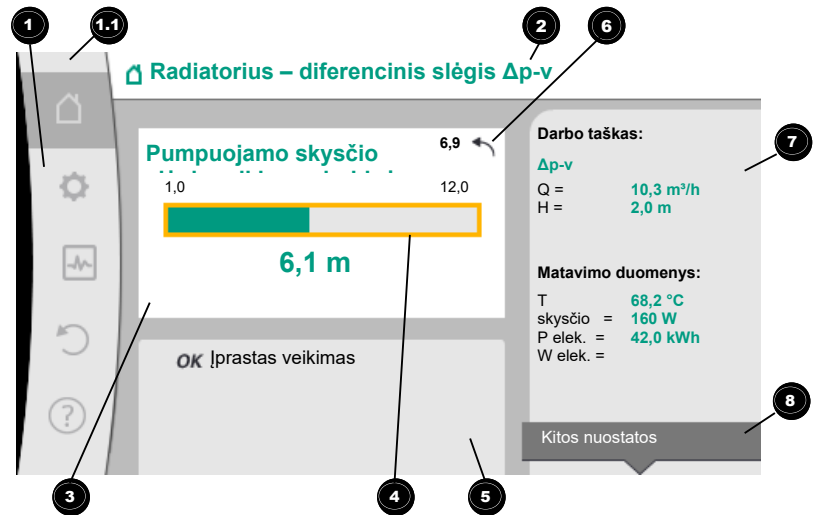 1
1.1
2
6
Radiatorius – diferencinis slėgis Δp-v
6,9
Pumpuojamo skysčio
1,0
12,0
6,1 m
OK Įprastas veikimas
Darbo taškas:
Δp-v
Q = 10,3 m³/h
H = 2,0 m
Matavimo duomenys:
T 68,2 °C
skysčio = 160 W
P elek. = 42,0 kWh
W elek. =
Kitos nuostatos
7
8
3
4
5